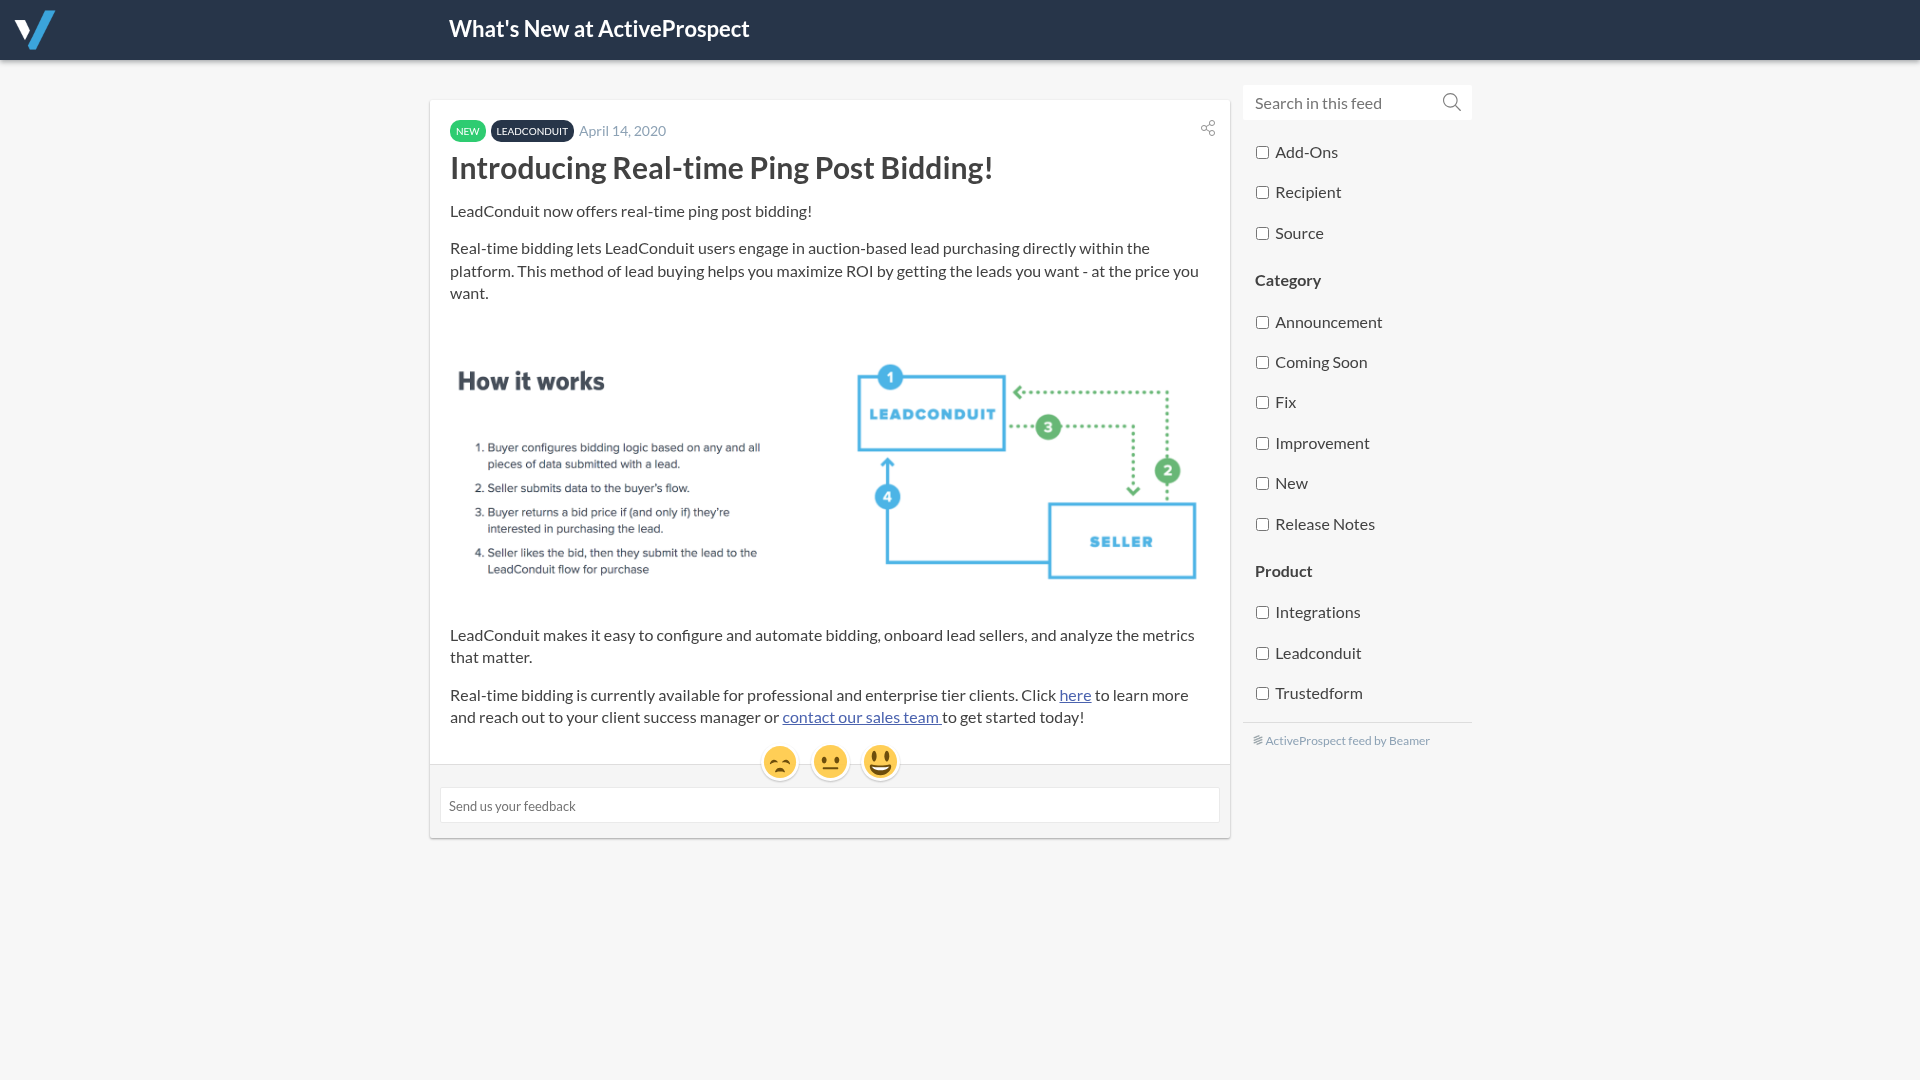 What's New at ActiveProspect
NEW LEADCONDUIT April 14, 2020
Introducing Real-time Ping Post Bidding!
LeadConduit now offers real-time ping post bidding!
Real-time bidding lets LeadConduit users engage in auction-based lead purchasing directly within the
platform. This method of lead buying helps you maximize ROI by getting the leads you want - at the price you
want.
How it works
1. Buyer configures bidding logic based on any and all
pieces of data submitted with a lead.
2. Seller submits data to the buyer's flow.
3. Buyer returns a bid price if (and only if) they're
interested in purchasing the lead.
4. Seller likes the bid, then they submit the lead to the
LeadConduit flow for purchase
1
LEADCONDUIT
3
2
4
SELLER
LeadConduit makes it easy to configure and automate bidding, onboard lead sellers, and analyze the metrics
that matter.
Real-time bidding is currently available for professional and enterprise tier clients. Click here to learn more
and reach out to your client success manager or contact our sales team to get started today!
Send us your feedback
Search in this feed
Add-Ons
Recipient
Source
Category
Announcement
Coming Soon
Fix
Improvement
New
Release Notes
Product
Integrations
Leadconduit
Trustedform
ActiveProspect feed by Beamer